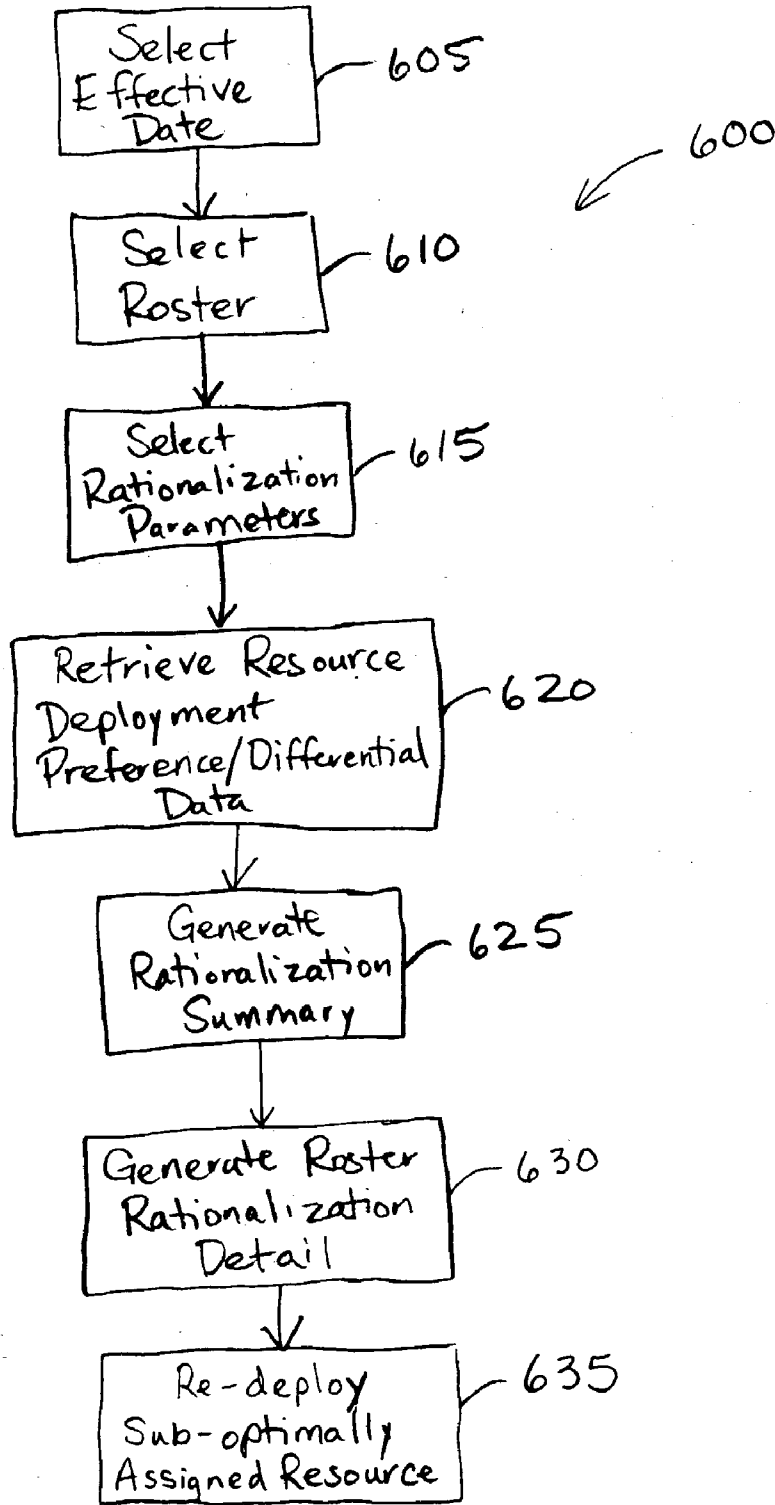 Select
Effective
Date
605
600
Select
Roster
610
Select
Rationalization
Parameters
615
Retrieve Resource
Deployment
Preference/Differential
Data
620
Generate
Rationalization
Summary
625
Generate Roster
Rationalization
Detail
630
Re-deploy
Sub-optimally
Assigned Resource
635